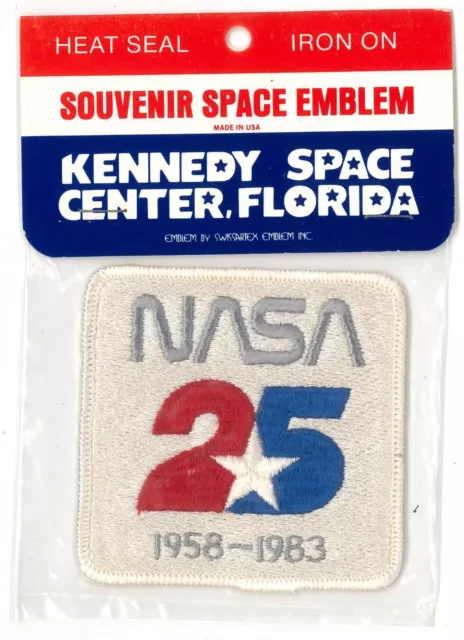 HEAT SEAL IRON ON
SOUVENIR SPACE EMBLEM
MADE IN USA
KENNEDY SPACE
CENTER, FLORIDA
EMBLEM BY SWISSARTEX EMBLEM INC.
NASA
25
1958-1983